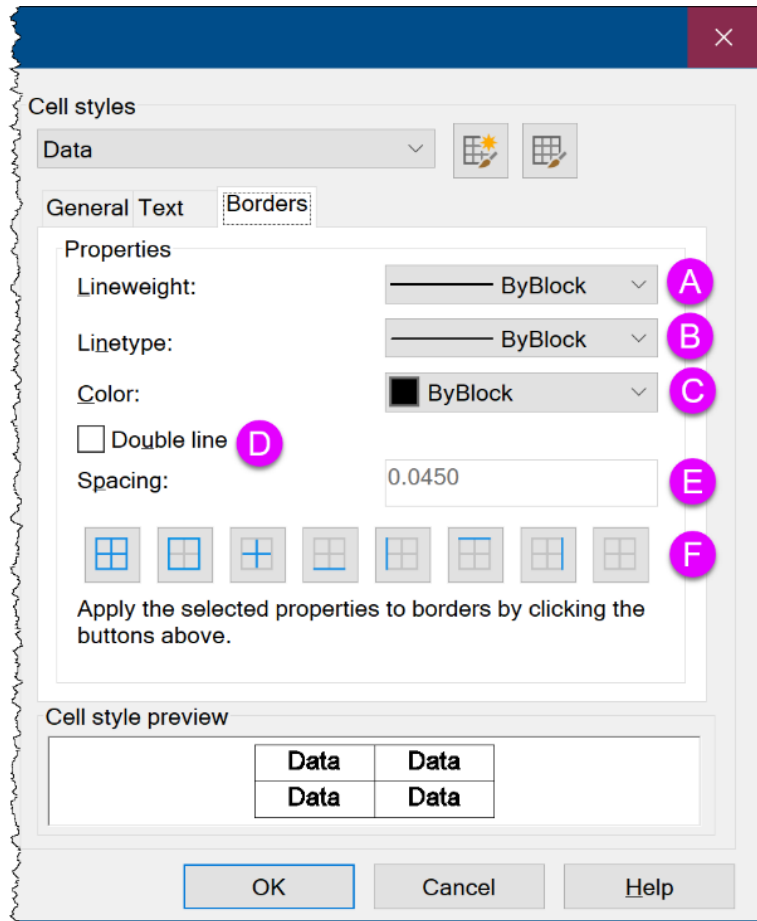 Cell styles
Data
General Text Borders
Properties
Lineweight: ByBlock A
Linetype: ByBlock B
Color: ByBlock C
Double line D
Spacing: 0.0450 E
F
Apply the selected properties to borders by clicking the
buttons above.
Cell style preview
Data Data
Data Data
OK Cancel Help